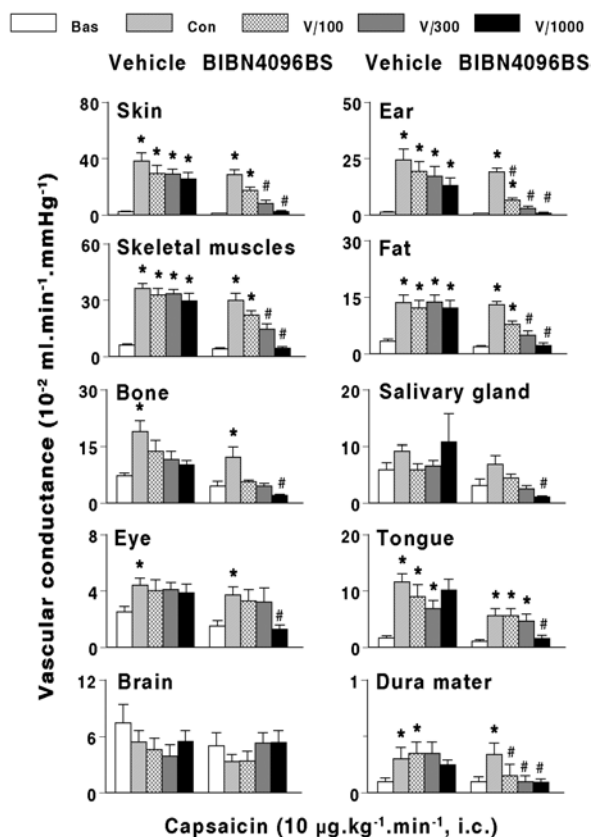 Bas Con V/100 V/300 V/1000
Vehicle BIBN4096BS Vehicle BIBN4096BS
Vascular conductance (10⁻² ml.min⁻¹.mmHg⁻¹)
Skin
80
40
0
* * * *
* * # #
Ear
50
25
0
* * * *
* # * # #
Skeletal muscles
60
30
0
* * * *
* * # #
Fat
30
15
0
* * * *
* * # #
Bone
30
15
0
*
* #
Salivary gland
20
10
0
#
Eye
8
4
0
*
* #
Tongue
20
10
0
* * *
* * * #
Brain
12
6
0
Dura mater
1
0
* *
* # # #
Capsaicin (10 µg.kg⁻¹.min⁻¹, i.c.)